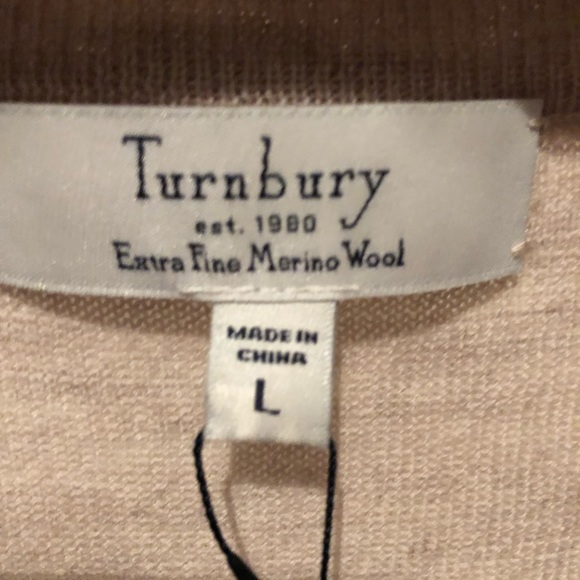 Turnbury
est. 1980
Extra Fine Merino Wool
MADE IN
CHINA
L